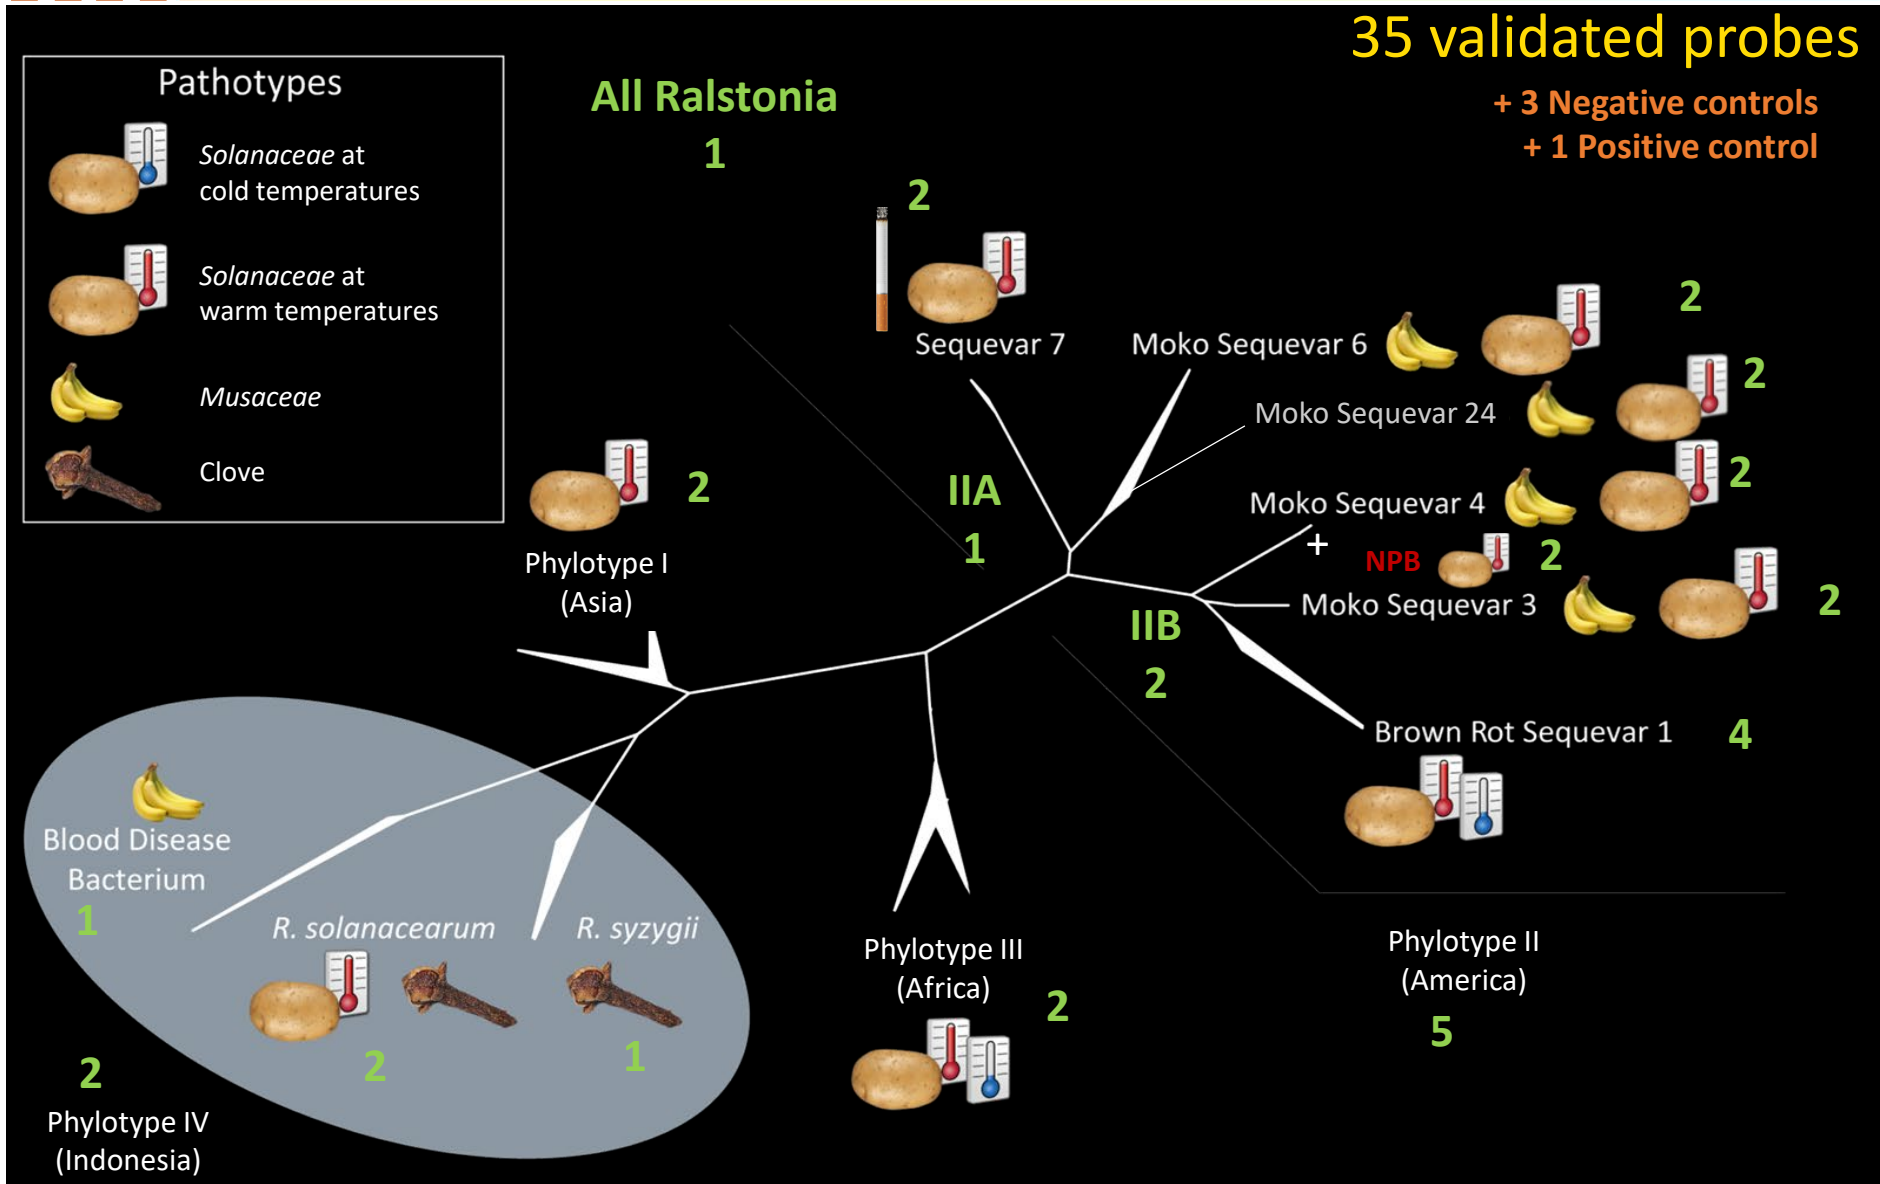 35 validated probes
+ 3 Negative controls
+ 1 Positive control
Pathotypes
Solanaceae at
cold temperatures
Solanaceae at
warm temperatures
Musaceae
Clove
All Ralstonia
1
2
Sequevar 7
Moko Sequevar 6
2
Moko Sequevar 24
2
Moko Sequevar 4
2
+
NPB
2
Moko Sequevar 3
2
IIA
1
IIB
2
Brown Rot Sequevar 1
4
2
Phylotype I
(Asia)
Blood Disease
Bacterium
1
R. solanacearum
2
R. syzygii
1
2
Phylotype IV
(Indonesia)
Phylotype III
(Africa)
2
Phylotype II
(America)
5